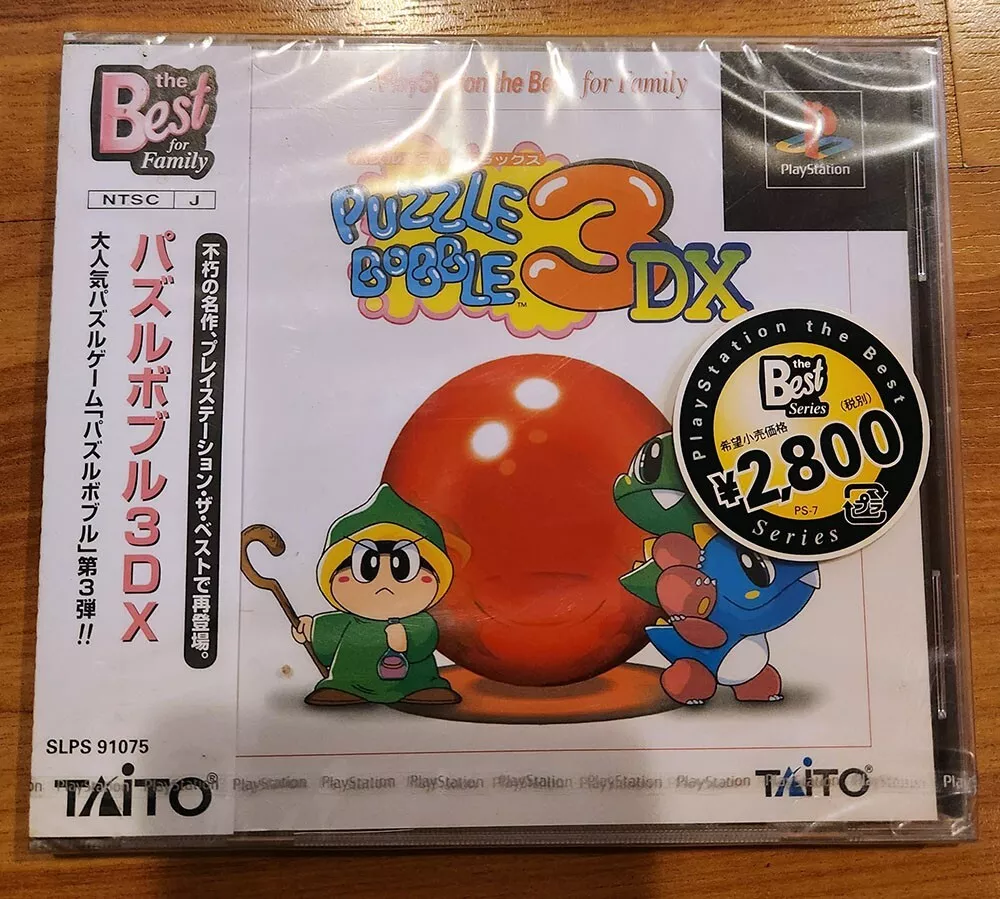 the
Best
for
Family
NTSC J
パズルボブル3DX
大人気パズルゲーム「パズルボブル」第3弾!!
不朽の名作、プレイステーション・ザ・ベストで再登場。
SLPS 91075
TAITO®
PlayStation the Best for Family
PlayStation
PUZZLE
BOBBLE™
3
DX
PlayStation the Best
the
Best
Series
希望小売価格
(税別)
¥2,800
PS-7
プラ
Series
PlayStation PlayStation PlayStation PlayStation PlayStation PlayStation PlayStation
TAITO®